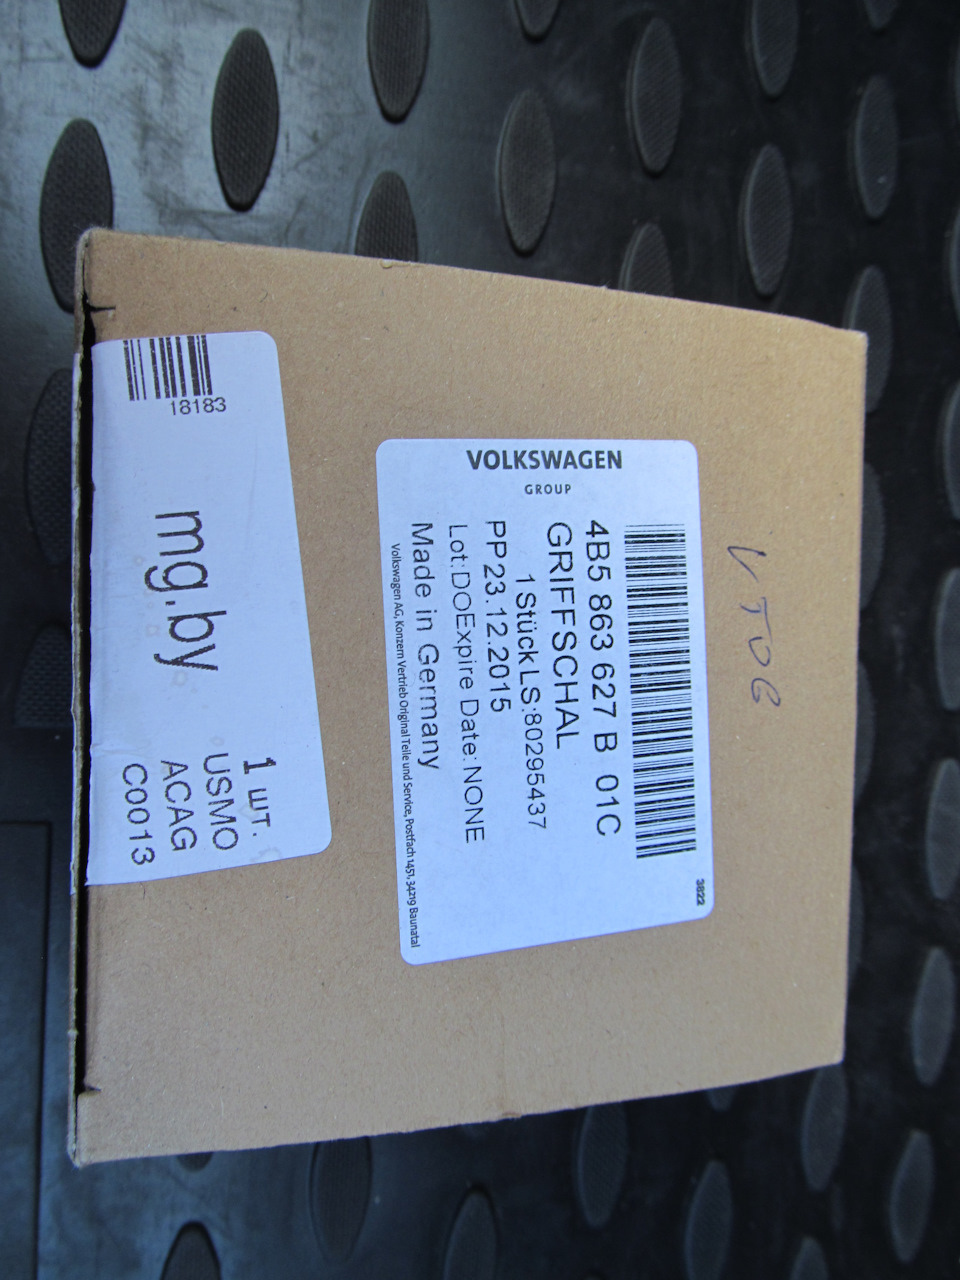 VOLKSWAGEN
GROUP
4B5 863 627 B 01C
GRIFFSCHAL
1 Stück LS:80295437
PP23.12.2015
Lot:DOExpire Date:NONE
Made in Germany
Volkswagen AG, Konzern Vertrieb Original Teile und Service, Postfach 1451, 34219 Baunatal
3822
18183
mg.by
1 шт.
USMO
ACAG
C0013